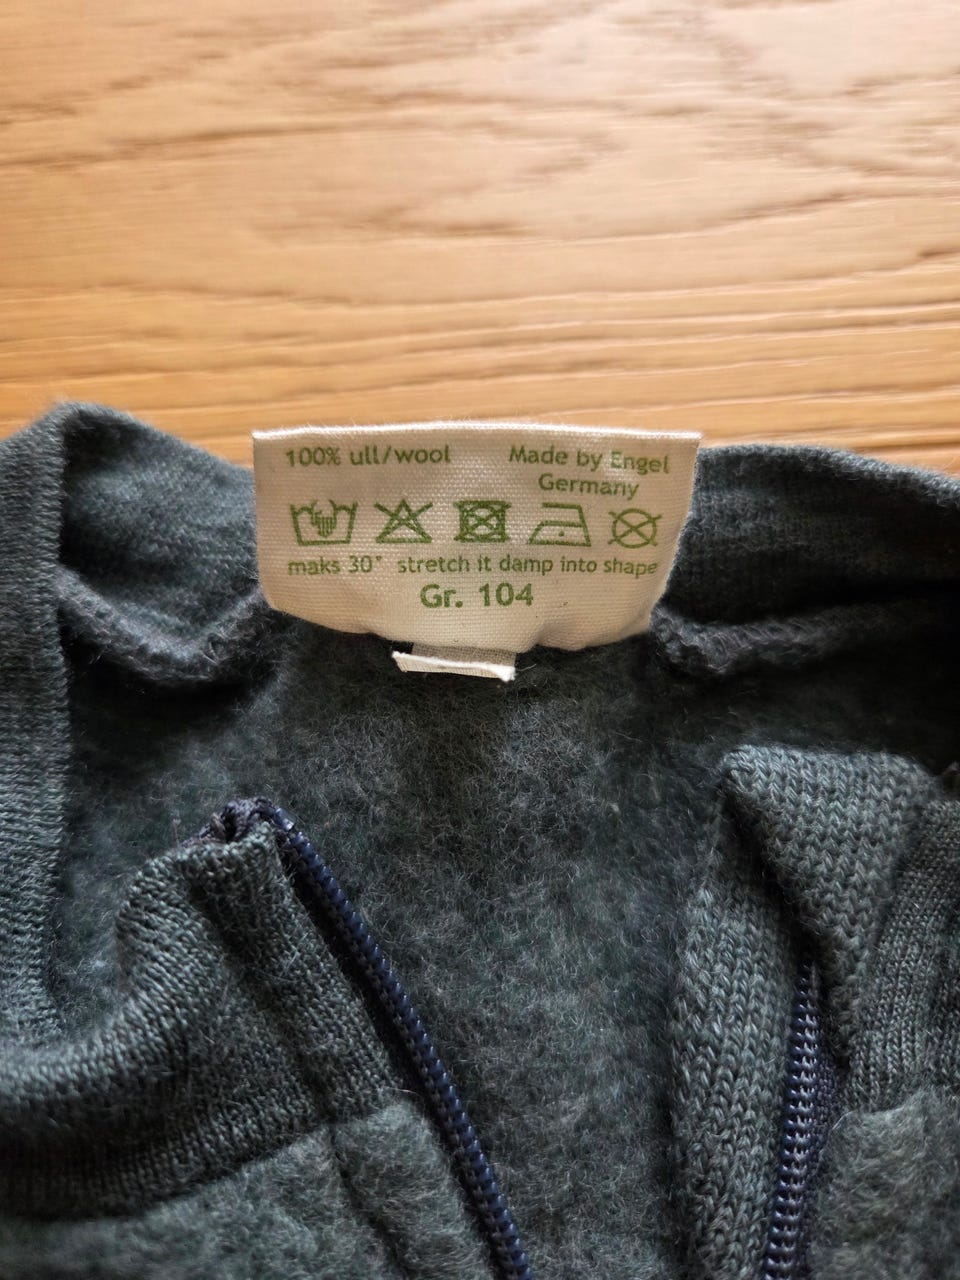 100% ull/wool
Made by Engel
Germany
maks 30° stretch it damp into shape
Gr. 104